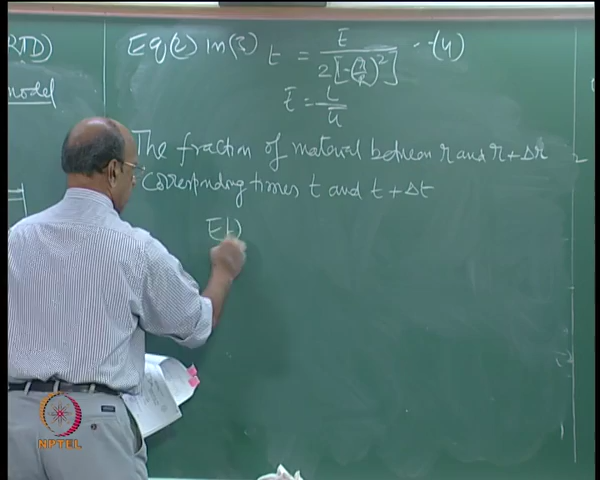 RTD)
model
Eq(2) in (3) t = t̄ / 2[-(r/R)²] --(4)
t̄ = L/ū
The fraction of material between r and r+Δr
corresponding times t and t+Δt
E(t)
NPTEL